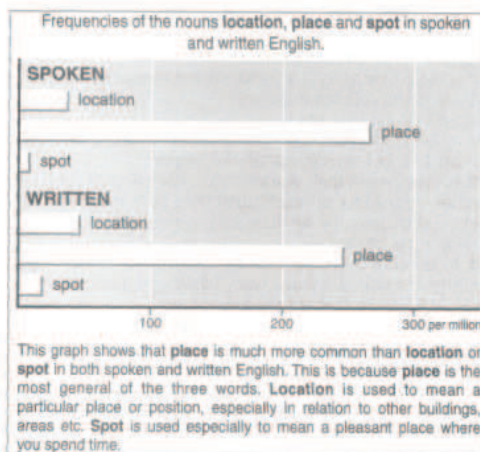 Frequencies of the nouns location, place and spot in spoken
and written English.
SPOKEN
location
place
spot
WRITTEN
location
place
spot
100 200 300 per million
This graph shows that place is much more common than location or
spot in both spoken and written English. This is because place is the
most general of the three words. Location is used to mean a
particular place or position, especially in relation to other buildings,
areas etc. Spot is used especially to mean a pleasant place where
you spend time.